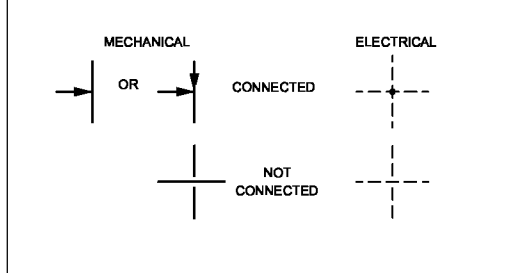 MECHANICAL
ELECTRICAL
OR
CONNECTED
NOT
CONNECTED